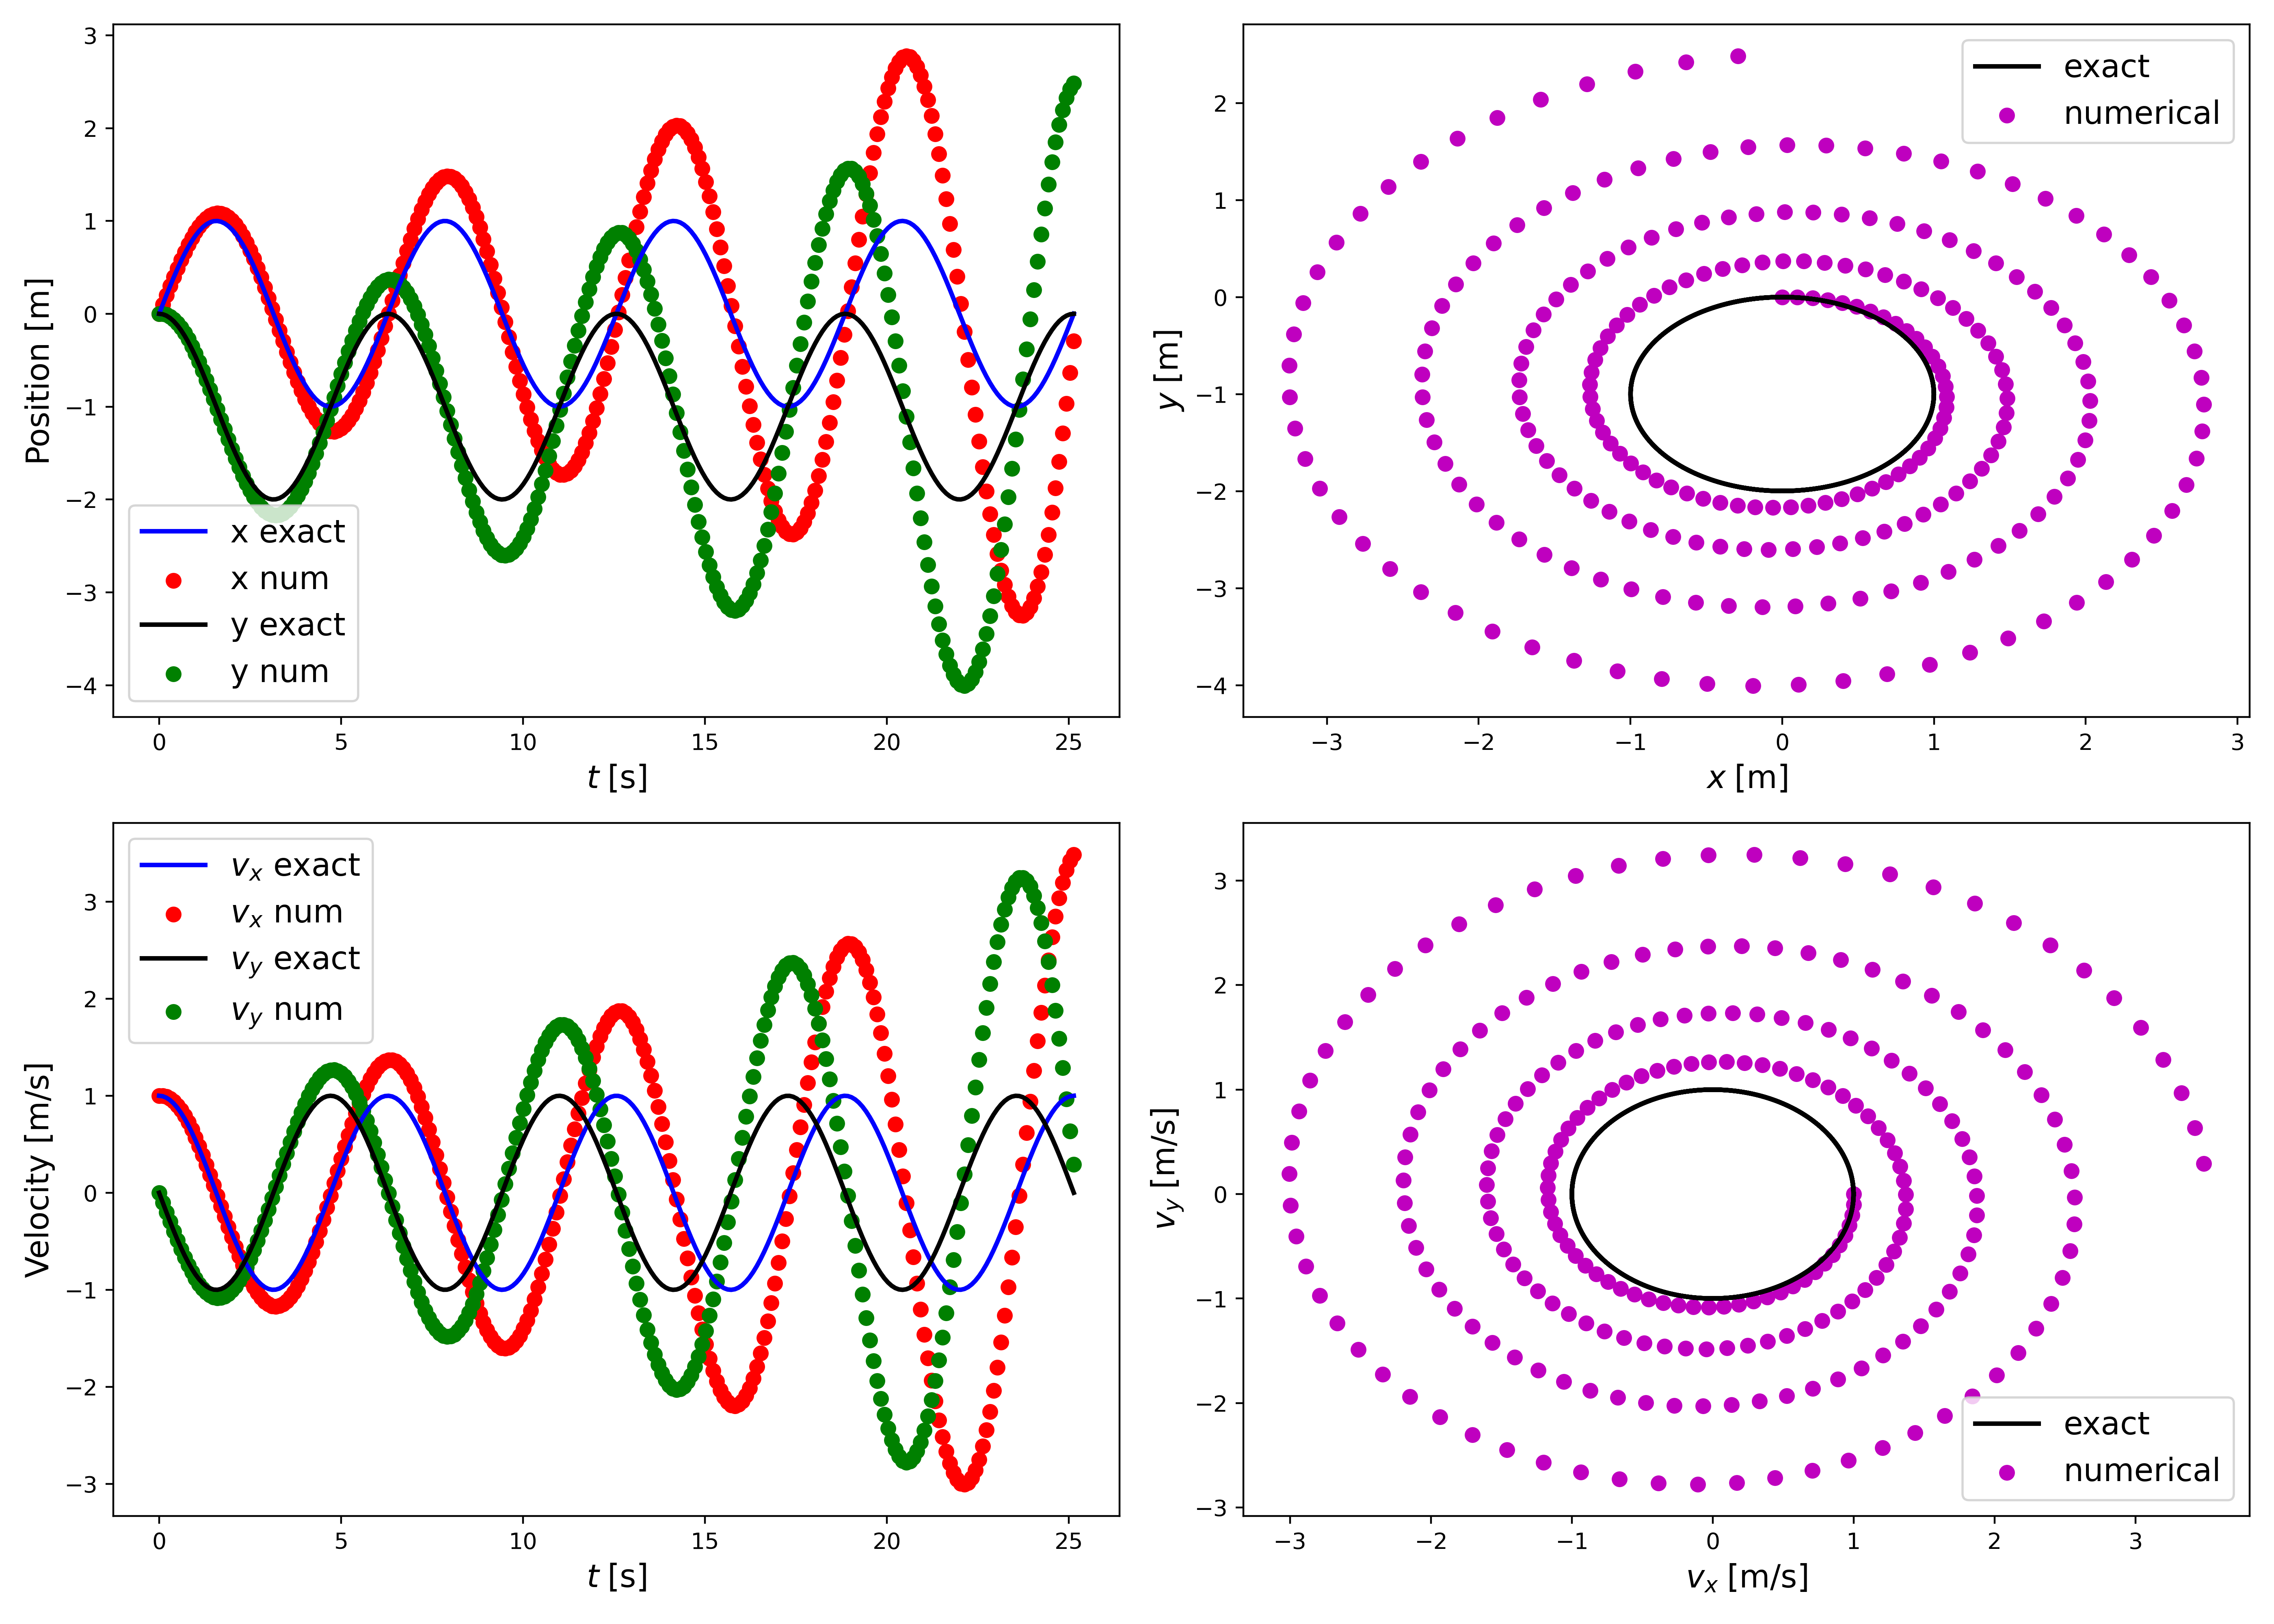 3
2
1
0
−1
−2
−3
−4
Position [m]
x exact
x num
y exact
y num
0 5 10 15 20 25
t [s]
2
1
0
−1
−2
−3
−4
y [m]
exact
numerical
−3 −2 −1 0 1 2 3
x [m]
3
2
1
0
−1
−2
−3
Velocity [m/s]
vx exact
vx num
vy exact
vy num
0 5 10 15 20 25
t [s]
3
2
1
0
−1
−2
−3
vy [m/s]
exact
numerical
−3 −2 −1 0 1 2 3
vx [m/s]